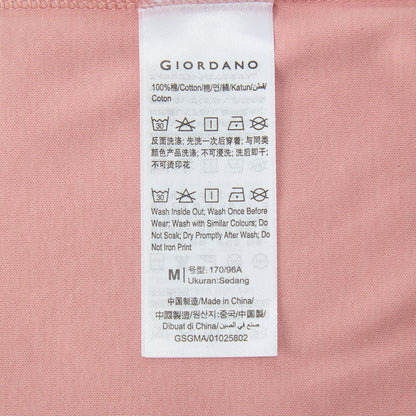 GIORDANO
100%棉/Cotton/棉/면/綿/Katun/قطن/
Coton
30
反面洗涤; 先洗一次后穿着; 与同类
颜色产品洗涤; 不可浸洗; 洗后即干;
不可烫印花
30
Wash Inside Out; Wash Once Before
Wear; Wash with Similar Colours; Do
Not Soak; Dry Promptly After Wash; Do
Not Iron Print
M 号型: 170/96A
Ukuran:Sedang
中国制造/Made in China/
中國製造/원산지:중국/中国製/
Dibuat di China/صنع في الصين
GSGMA/01025802